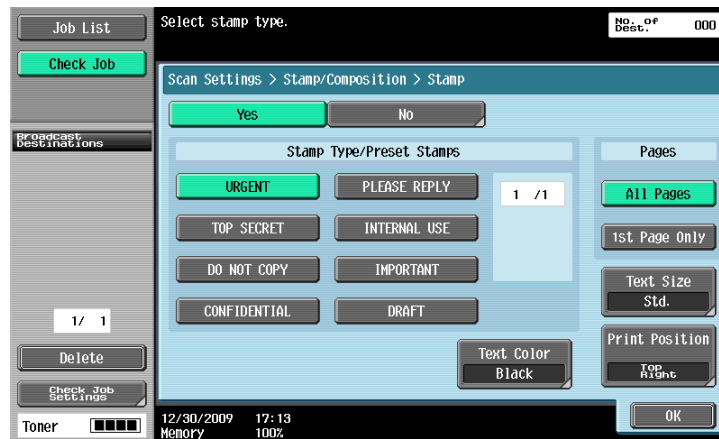 Job List
Check Job
Broadcast
Destinations
1/ 1
Delete
Check Job
Settings
Toner
Select stamp type.
No. of
Dest.
000
Scan Settings > Stamp/Composition > Stamp
Yes
No
Stamp Type/Preset Stamps
URGENT
PLEASE REPLY
TOP SECRET
INTERNAL USE
DO NOT COPY
IMPORTANT
CONFIDENTIAL
DRAFT
1 /1
Pages
All Pages
1st Page Only
Text Size
Std.
Print Position
Top
Right
Text Color
Black
OK
12/30/2009 17:13
Memory 100%